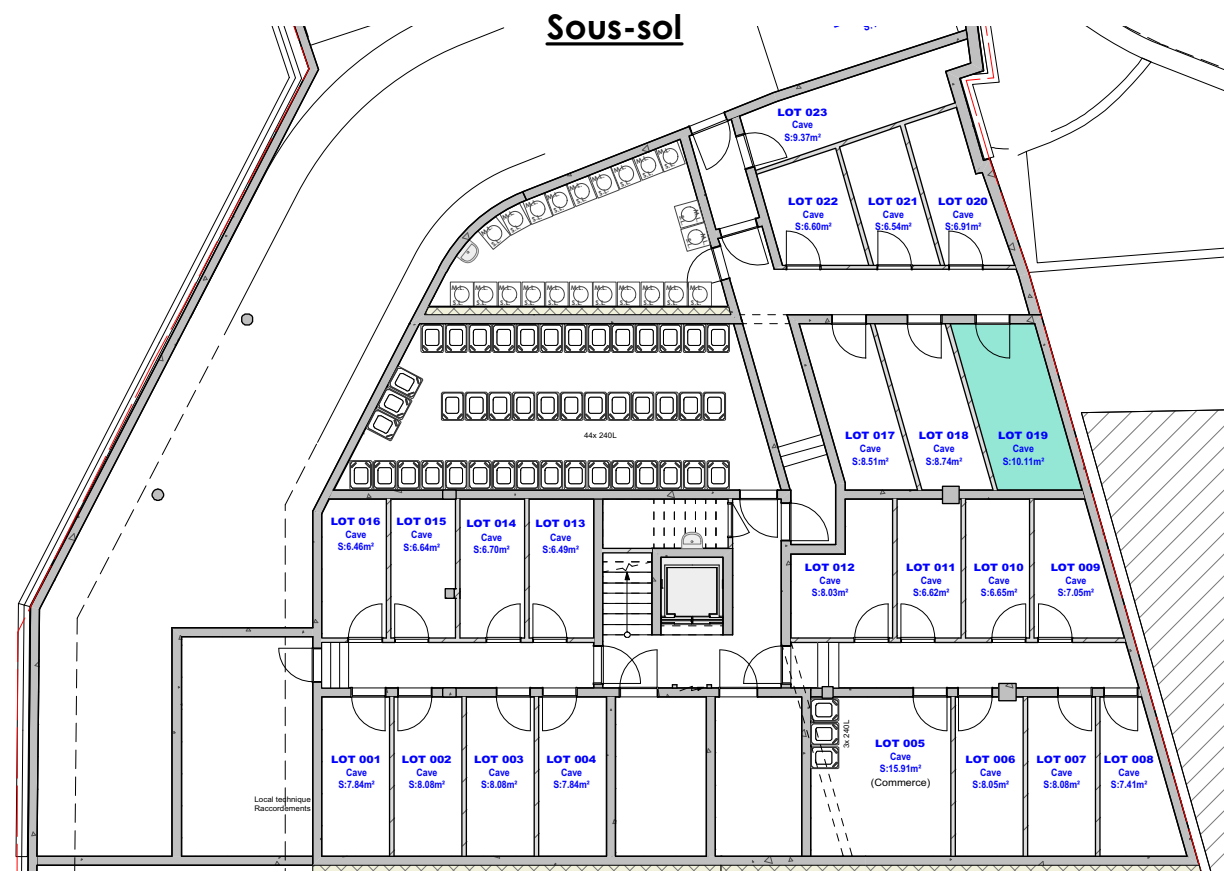 Sous-sol
LOT 023
Cave
S:9.37m²
LOT 022
Cave
S:6.60m²
LOT 021
Cave
S:6.54m²
LOT 020
Cave
S:6.91m²
44x 240L
LOT 017
Cave
S:8.51m²
LOT 018
Cave
S:8.74m²
LOT 019
Cave
S:10.11m²
LOT 016
Cave
S:6.46m²
LOT 015
Cave
S:6.64m²
LOT 014
Cave
S:6.70m²
LOT 013
Cave
S:6.49m²
LOT 012
Cave
S:8.03m²
LOT 011
Cave
S:6.62m²
LOT 010
Cave
S:6.65m²
LOT 009
Cave
S:7.05m²
LOT 001
Cave
S:7.84m²
LOT 002
Cave
S:8.08m²
LOT 003
Cave
S:8.08m²
LOT 004
Cave
S:7.84m²
3x 240L
LOT 005
Cave
S:15.91m²
(Commerce)
LOT 006
Cave
S:8.05m²
LOT 007
Cave
S:8.08m²
LOT 008
Cave
S:7.41m²
Local technique
Raccordements